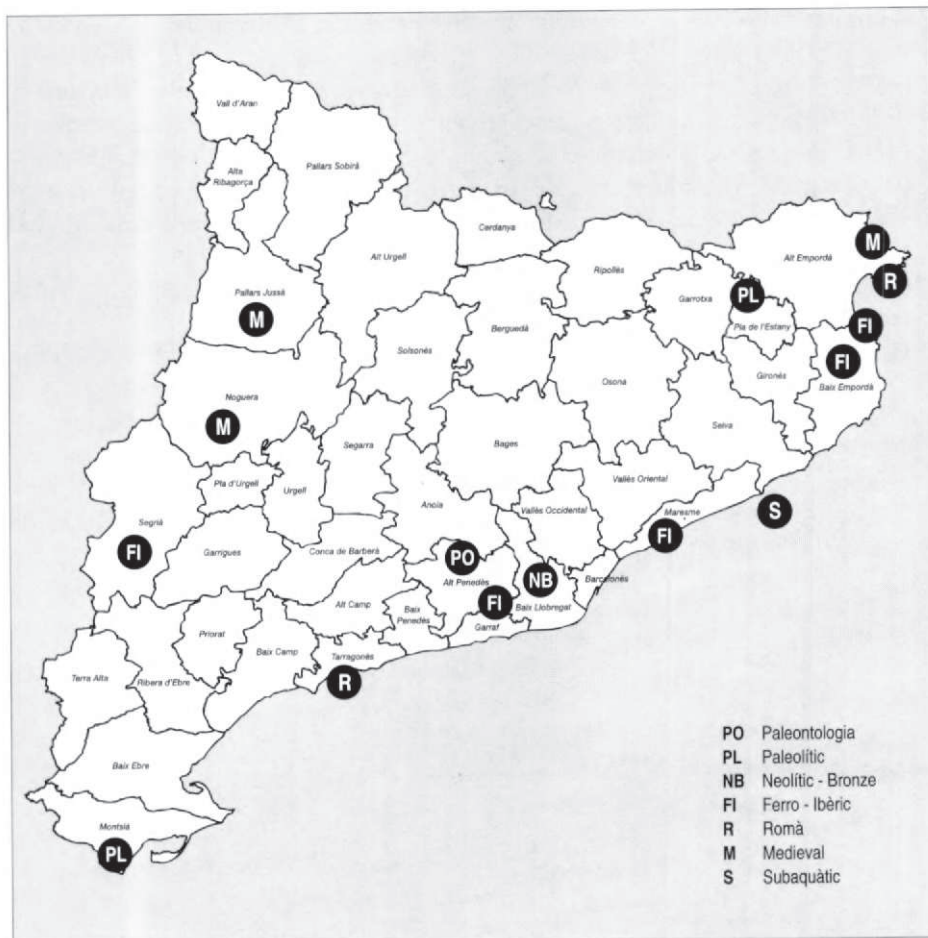 Vall d'Aran
Alta
Ribagorça
Pallars Sobirà
Cerdanya
Alt Urgell
Ripollès
Alt Empordà
M
R
Pallars Jussà
M
Garrotxa
PL
Pla de l'Estany
Berguedà
Solsonés
FI
FI
Baix Empordà
Gironès
Osona
Noguera
M
Selva
Segarra
Bages
Pla d'Urgell
Urgell
Vallès Oriental
Anoia
Vallès Occidental
Maresme
S
FI
Segrià
FI
Garrigues
Conca de Barberà
PO
Alt Penedès
NB
Barcelonès
FI
Baix Llobregat
Alt Camp
Baix
Penedès
Garraf
Priorat
Baix Camp
Tarragonès
R
Terra Alta
Ribera d'Ebre
Baix Ebre
Montsià
PL
PO Paleontologia
PL Paleolític
NB Neolític - Bronze
FI Ferro - Ibèric
R Romà
M Medieval
S Subaquàtic